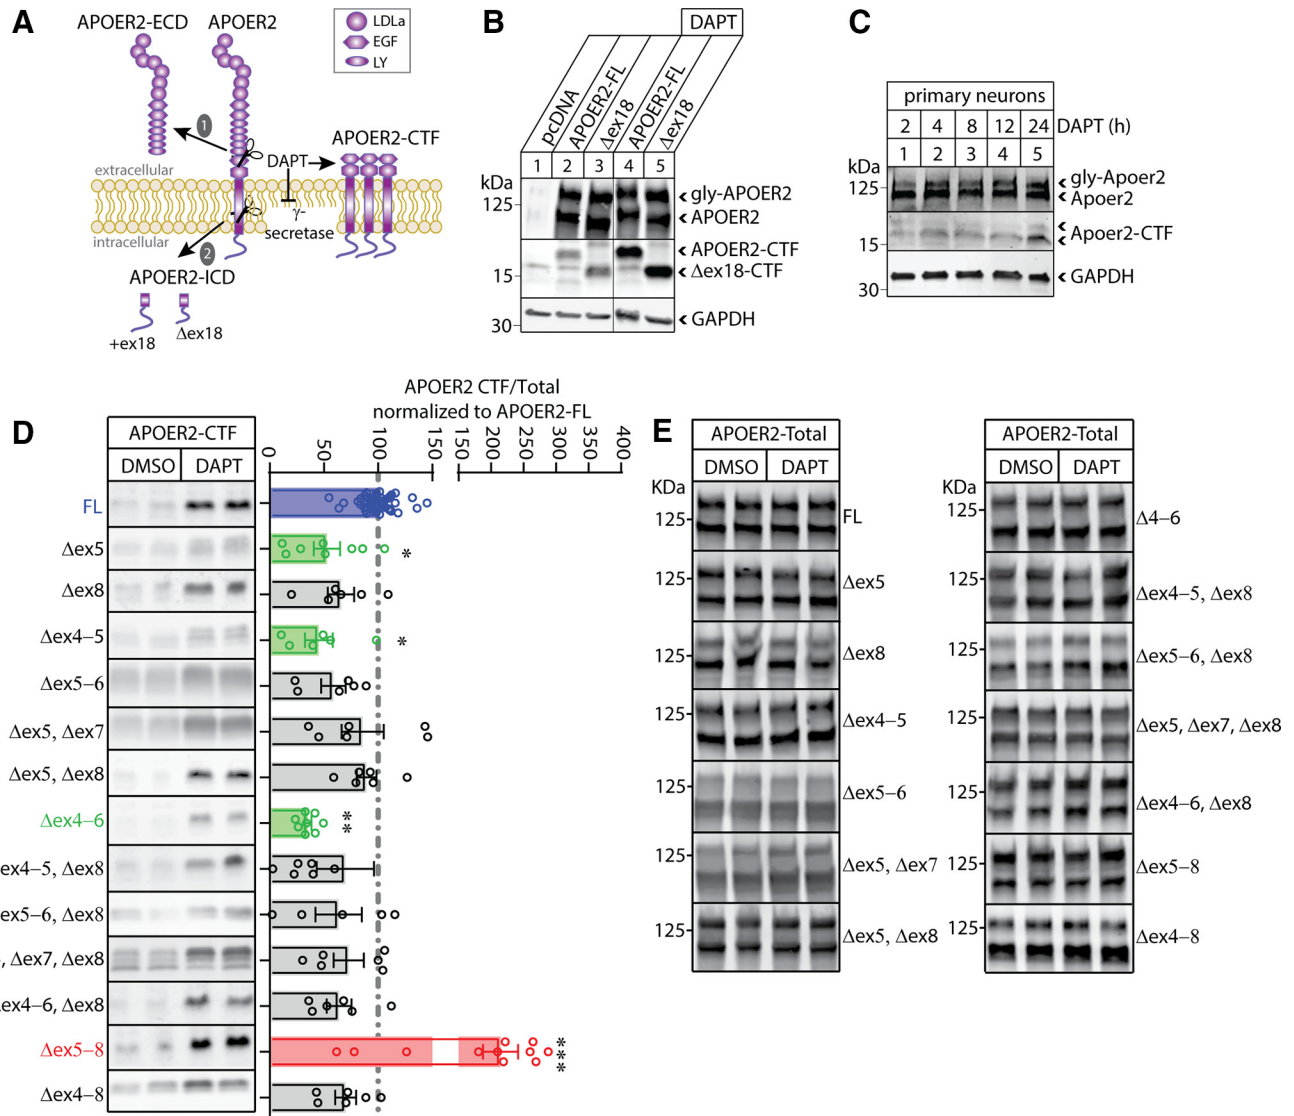 A
APOER2-ECD
APOER2
LDLa
EGF
LY
1
APOER2-CTF
DAPT
extracellular
intracellular
γ-
secretase
2
APOER2-ICD
+ex18
Δex18
B
DAPT
pcDNA
APOER2-FL
Δex18
APOER2-FL
Δex18
1 2 3 4 5
kDa
125
gly-APOER2
APOER2
APOER2-CTF
15
Δex18-CTF
30
GAPDH
C
primary neurons
2 4 8 12 24 DAPT (h)
1 2 3 4 5
kDa
125
gly-Apoer2
Apoer2
15
Apoer2-CTF
30
GAPDH
D
APOER2 CTF/Total
normalized to APOER2-FL
0 50 100 150 150 200 250 300 350 400
APOER2-CTF
DMSO DAPT
FL
Δex5
*
Δex8
Δex4–5
*
Δex5–6
Δex5, Δex7
Δex5, Δex8
Δex4–6
**
ex4–5, Δex8
ex5–6, Δex8
, Δex7, Δex8
ex4–6, Δex8
Δex5–8
***
Δex4–8
E
APOER2-Total
DMSO DAPT
KDa
125
FL
125
Δex5
125
Δex8
125
Δex4–5
125
Δex5–6
125
Δex5, Δex7
125
Δex5, Δex8
APOER2-Total
DMSO DAPT
KDa
125
Δ4–6
125
Δex4–5, Δex8
125
Δex5–6, Δex8
125
Δex5, Δex7, Δex8
125
Δex4–6, Δex8
125
Δex5–8
125
Δex4–8